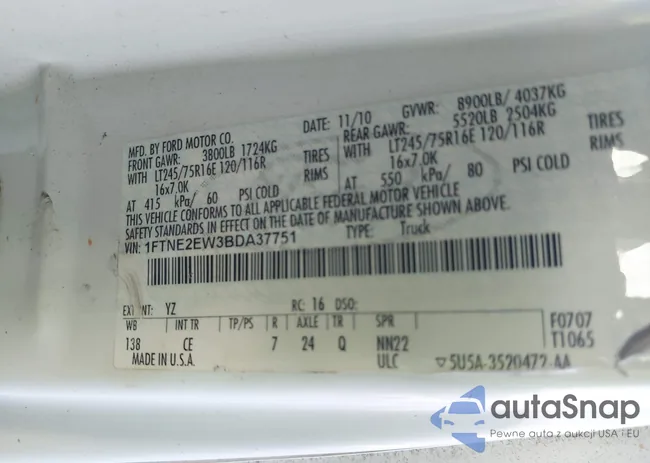 MFD. BY FORD MOTOR CO. DATE: 11/10 GVWR: 8900LB/ 4037KG
FRONT GAWR: 3800LB 1724KG REAR GAWR: 5520LB 2504KG
WITH LT245/75R16E 120/116R TIRES WITH LT245/75R16E 120/116R TIRES
16x7.0K RIMS 16x7.0K RIMS
AT 415 kPa/ 60 PSI COLD AT 550 kPa/ 80 PSI COLD
THIS VEHICLE CONFORMS TO ALL APPLICABLE FEDERAL MOTOR VEHICLE
SAFETY STANDARDS IN EFFECT ON THE DATE OF MANUFACTURE SHOWN ABOVE.
VIN: 1FTNE2EW3BDA37751 TYPE: Truck
EXT PNT: YZ RC: 16 DSO:
WB INT TR TP/PS R AXLE TR SPR F0707
138 CE 7 24 Q NN22 T1065
MADE IN U.S.A. ULC 5U5A-3520472-AA
autoSnap
Pewne auta z aukcji USA i EU